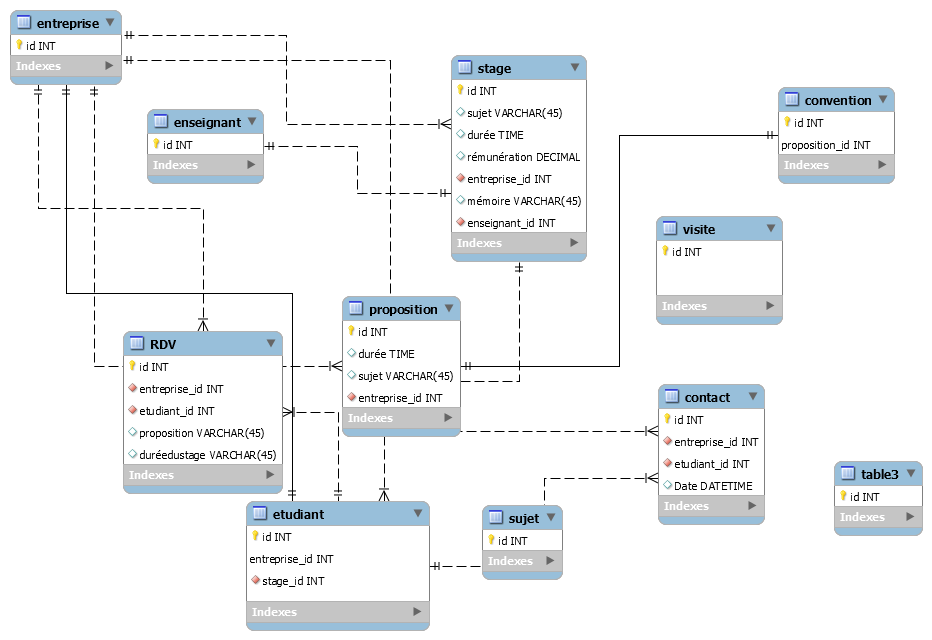 entreprise
id INT
Indexes
enseignant
id INT
Indexes
stage
id INT
sujet VARCHAR(45)
durée TIME
rémunération DECIMAL
entreprise_id INT
mémoire VARCHAR(45)
enseignant_id INT
Indexes
convention
id INT
proposition_id INT
Indexes
visite
id INT
Indexes
proposition
id INT
durée TIME
sujet VARCHAR(45)
entreprise_id INT
Indexes
RDV
id INT
entreprise_id INT
etudiant_id INT
proposition VARCHAR(45)
duréedustage VARCHAR(45)
Indexes
contact
id INT
entreprise_id INT
etudiant_id INT
Date DATETIME
Indexes
table3
id INT
Indexes
etudiant
id INT
entreprise_id INT
stage_id INT
Indexes
sujet
id INT
Indexes